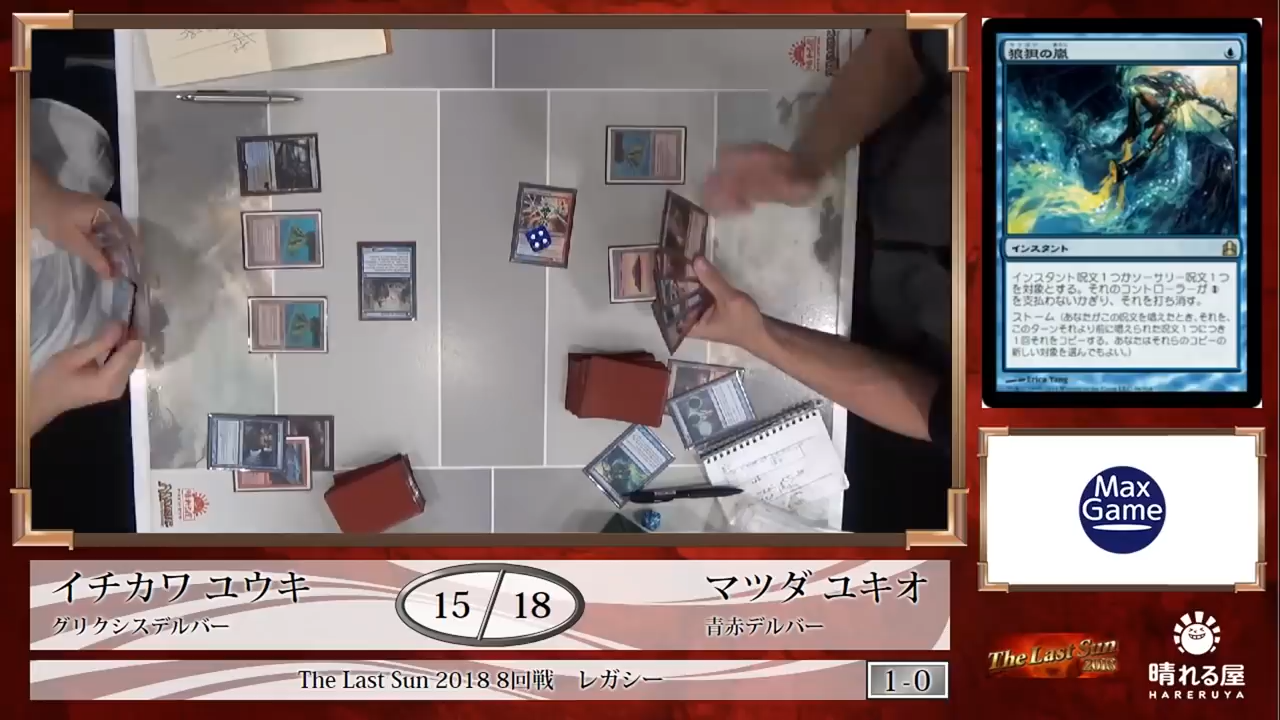 狼狽の嵐
インスタント
インスタント呪文1つかソーサリー呪文1つ
を対象とする。それのコントローラーが
を支払わないかぎり、それを打ち消す。
ストーム（あなたがこの呪文を唱えたとき、それを、
このターンそれより前に唱えられた呪文1つにつき
1回それをコピーする。あなたはそれらのコピーの
新しい対象を選んでもよい。）
Erica Yang
Max
Game
イチカワ ユウキ
グリクシスデルバー
15/18
マツダ ユキオ
青赤デルバー
The Last Sun 2018 8回戦 レガシー
1-0
The Last Sun
2018
晴れる屋
HARERUYA